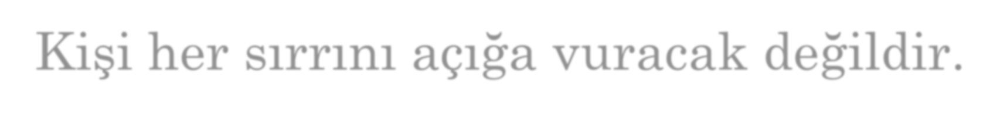 Kişi her sırrını açığa vuracak değildir.